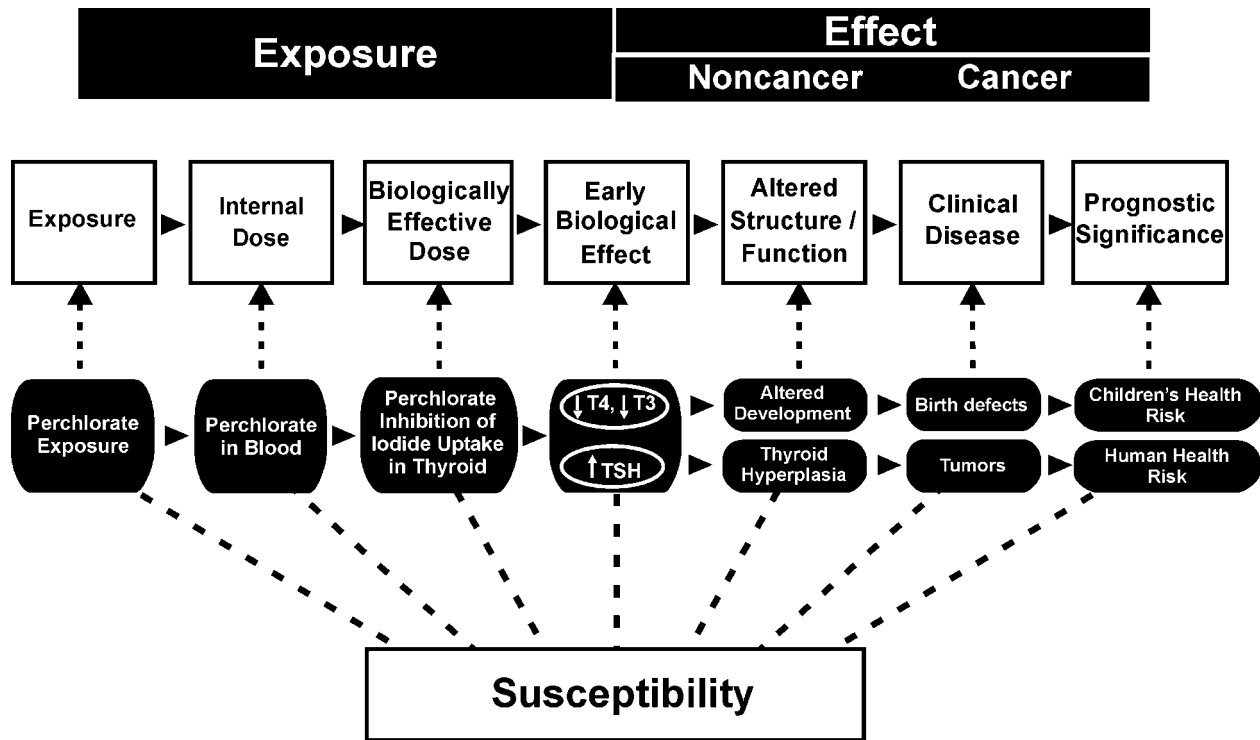 Exposure
Effect
Noncancer Cancer
Exposure
Internal
Dose
Biologically
Effective
Dose
Early
Biological
Effect
Altered
Structure /
Function
Clinical
Disease
Prognostic
Significance
Perchlorate
Exposure
Perchlorate
in Blood
Perchlorate
Inhibition of
Iodide Uptake
in Thyroid
↓ T4, ↓ T3
↑ TSH
Altered
Development
Thyroid
Hyperplasia
Birth defects
Tumors
Children's Health
Risk
Human Health
Risk
Susceptibility